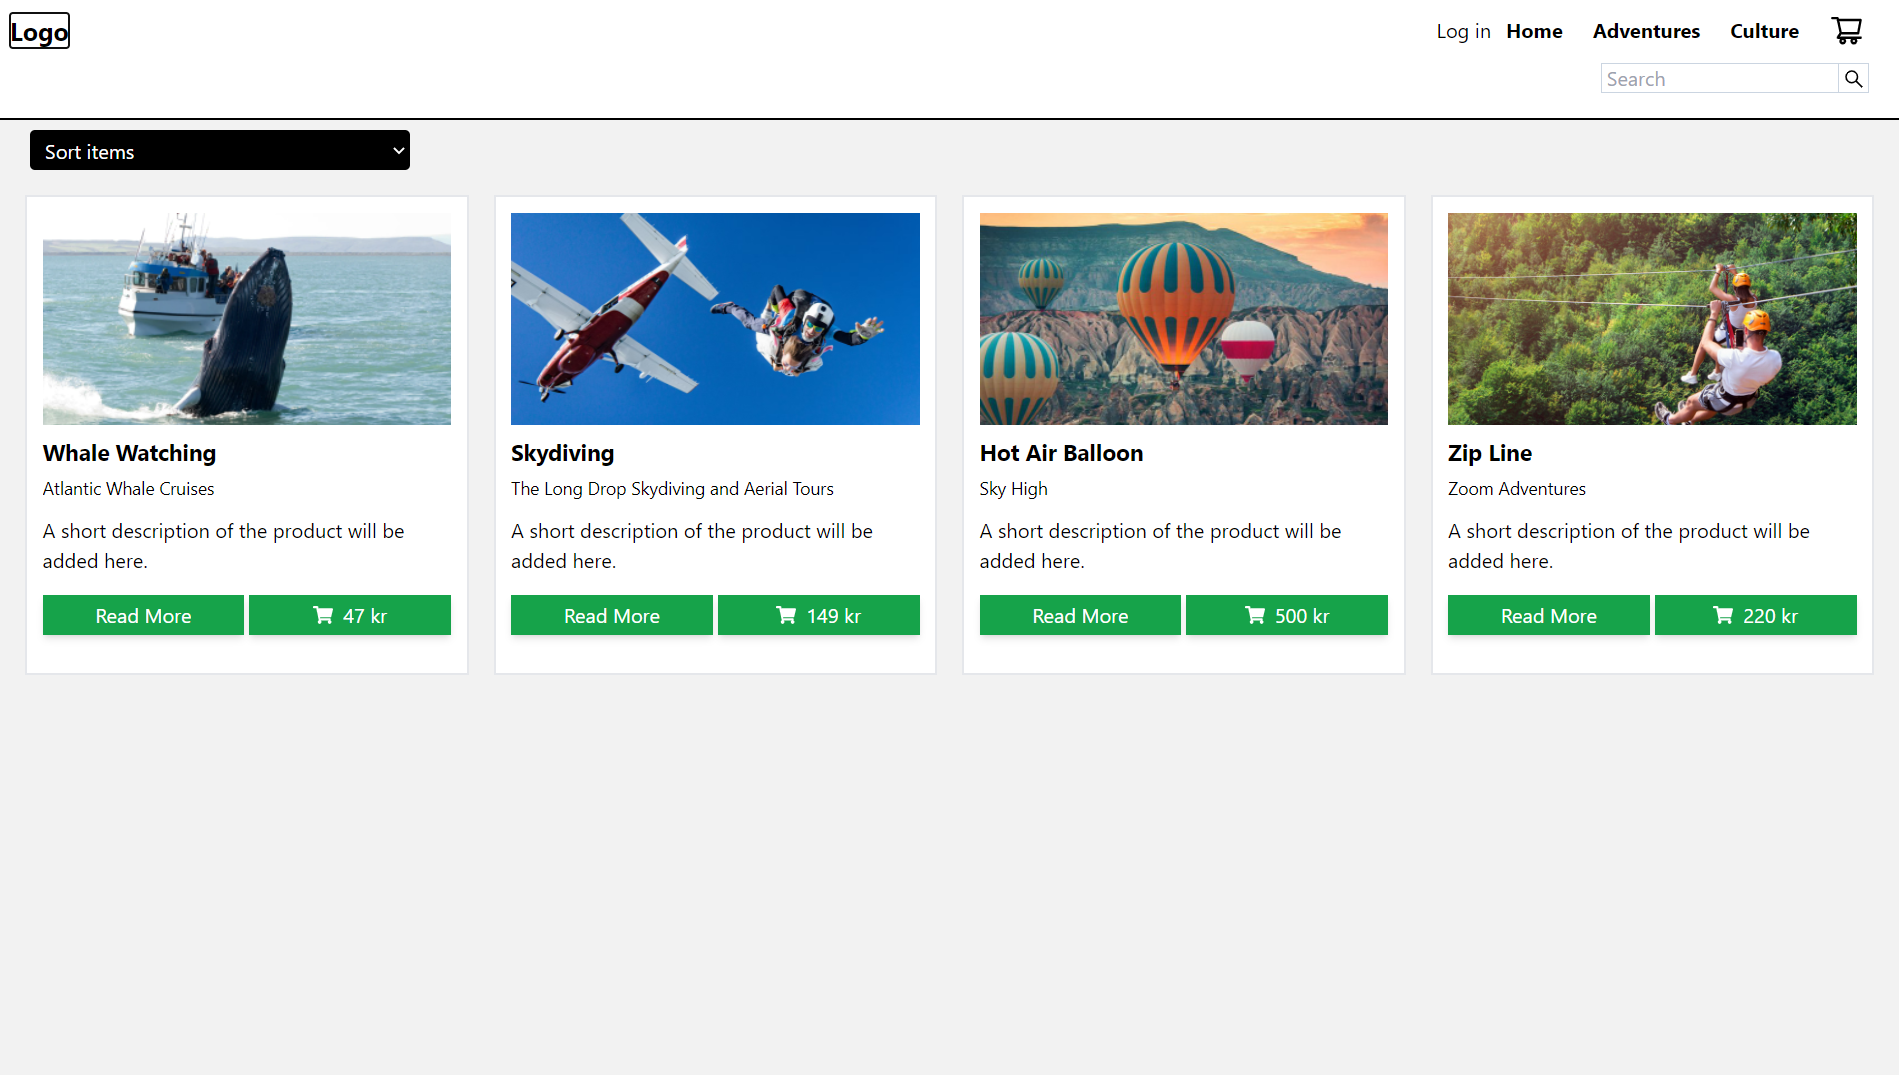 Logo
Log in Home Adventures Culture
Search
Sort items
Whale Watching
Atlantic Whale Cruises
A short description of the product will be
added here.
Read More 47 kr
Skydiving
The Long Drop Skydiving and Aerial Tours
A short description of the product will be
added here.
Read More 149 kr
Hot Air Balloon
Sky High
A short description of the product will be
added here.
Read More 500 kr
Zip Line
Zoom Adventures
A short description of the product will be
added here.
Read More 220 kr